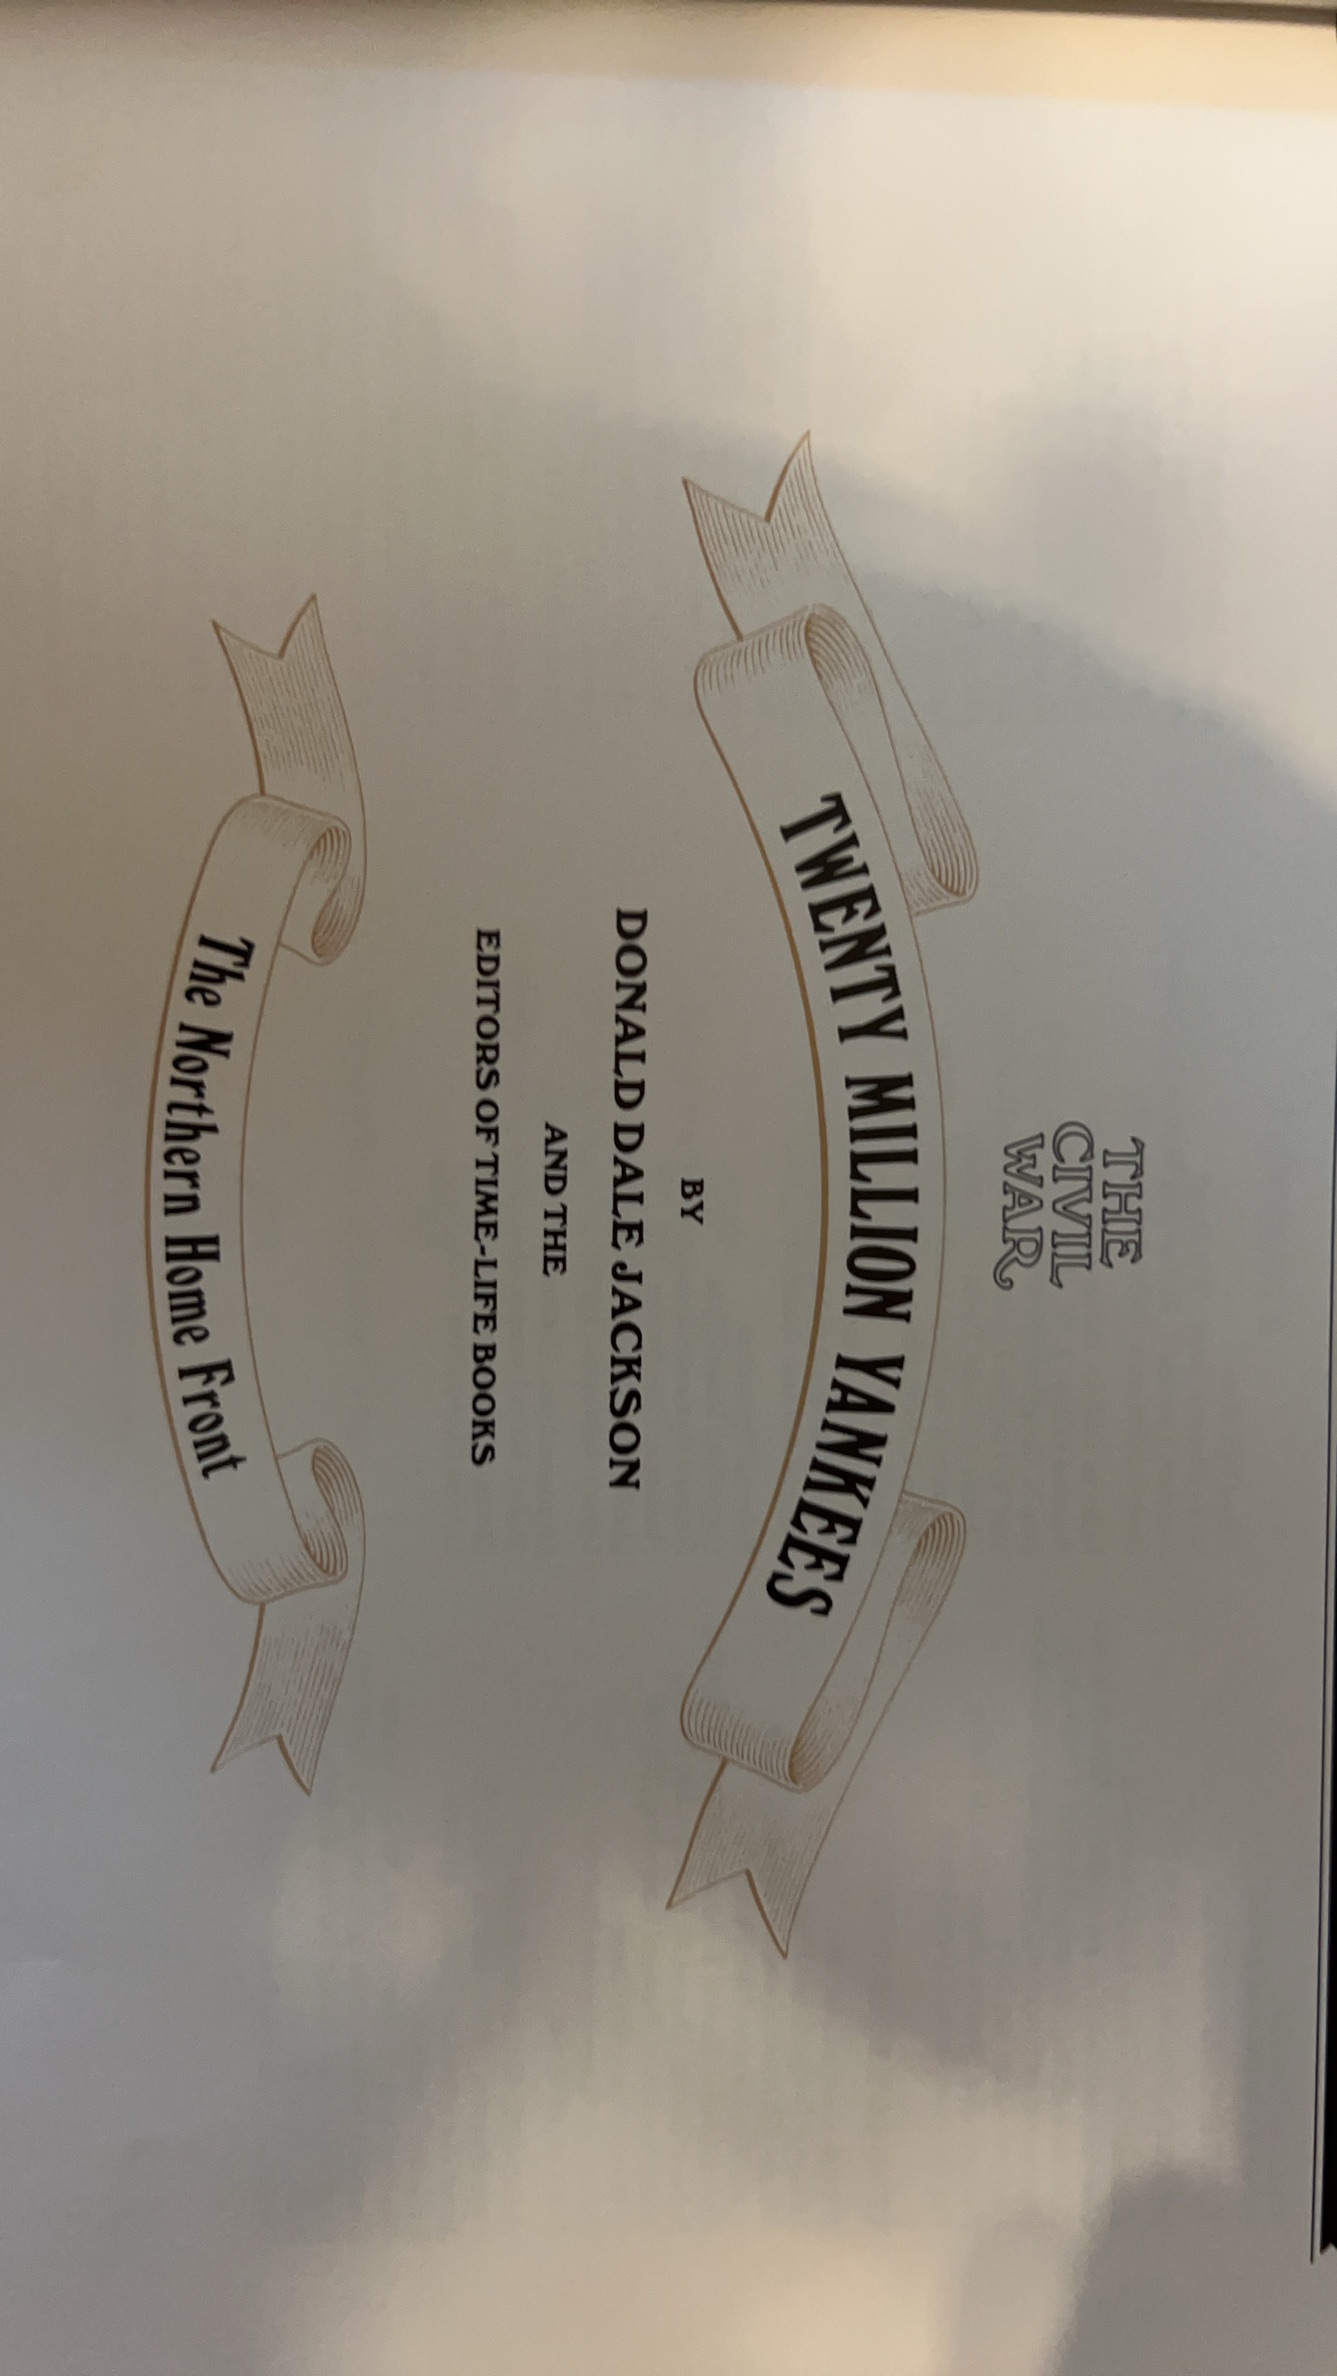 THE
CIVIL
WAR
TWENTY MILLION YANKEES
BY
DONALD DALE JACKSON
AND THE
EDITORS OF TIME-LIFE BOOKS
The Northern Home Front